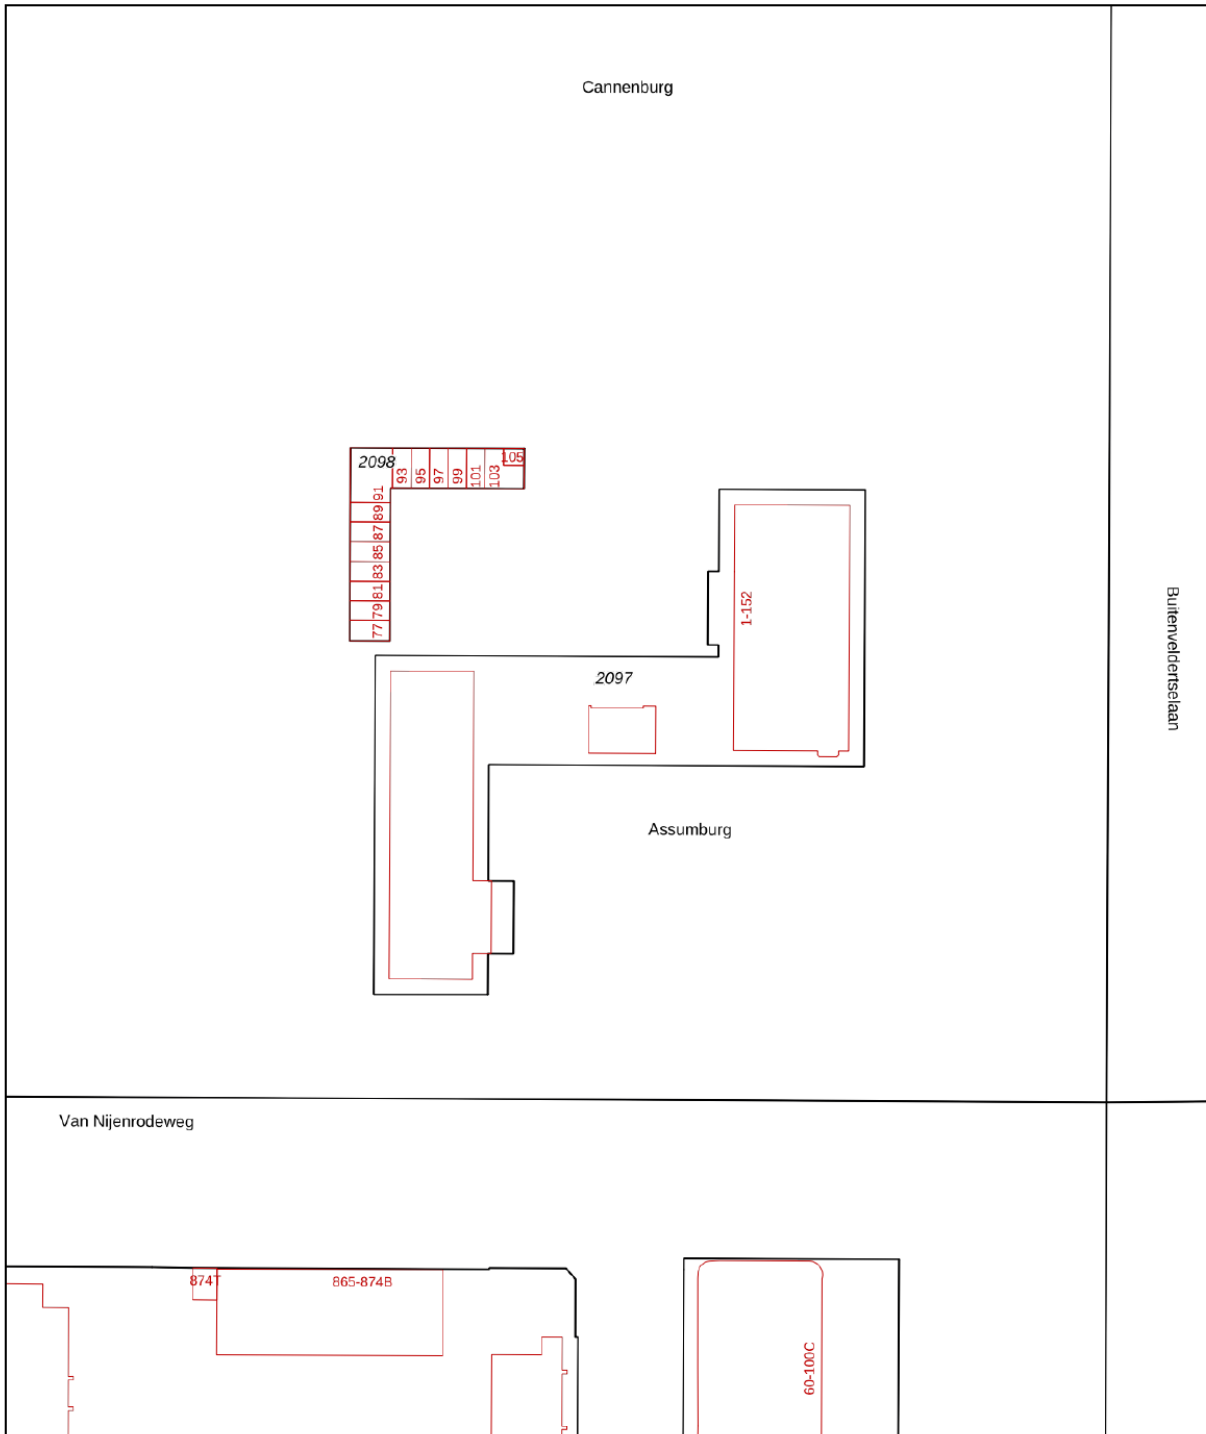 Cannenburg
2098
105
93
95
97
99
101
103
91
89
87
85
83
81
79
77
1-152
Buitenveldertselaan
2097
Assumburg
Van Nijenrodeweg
874T
865-874B
60-100C